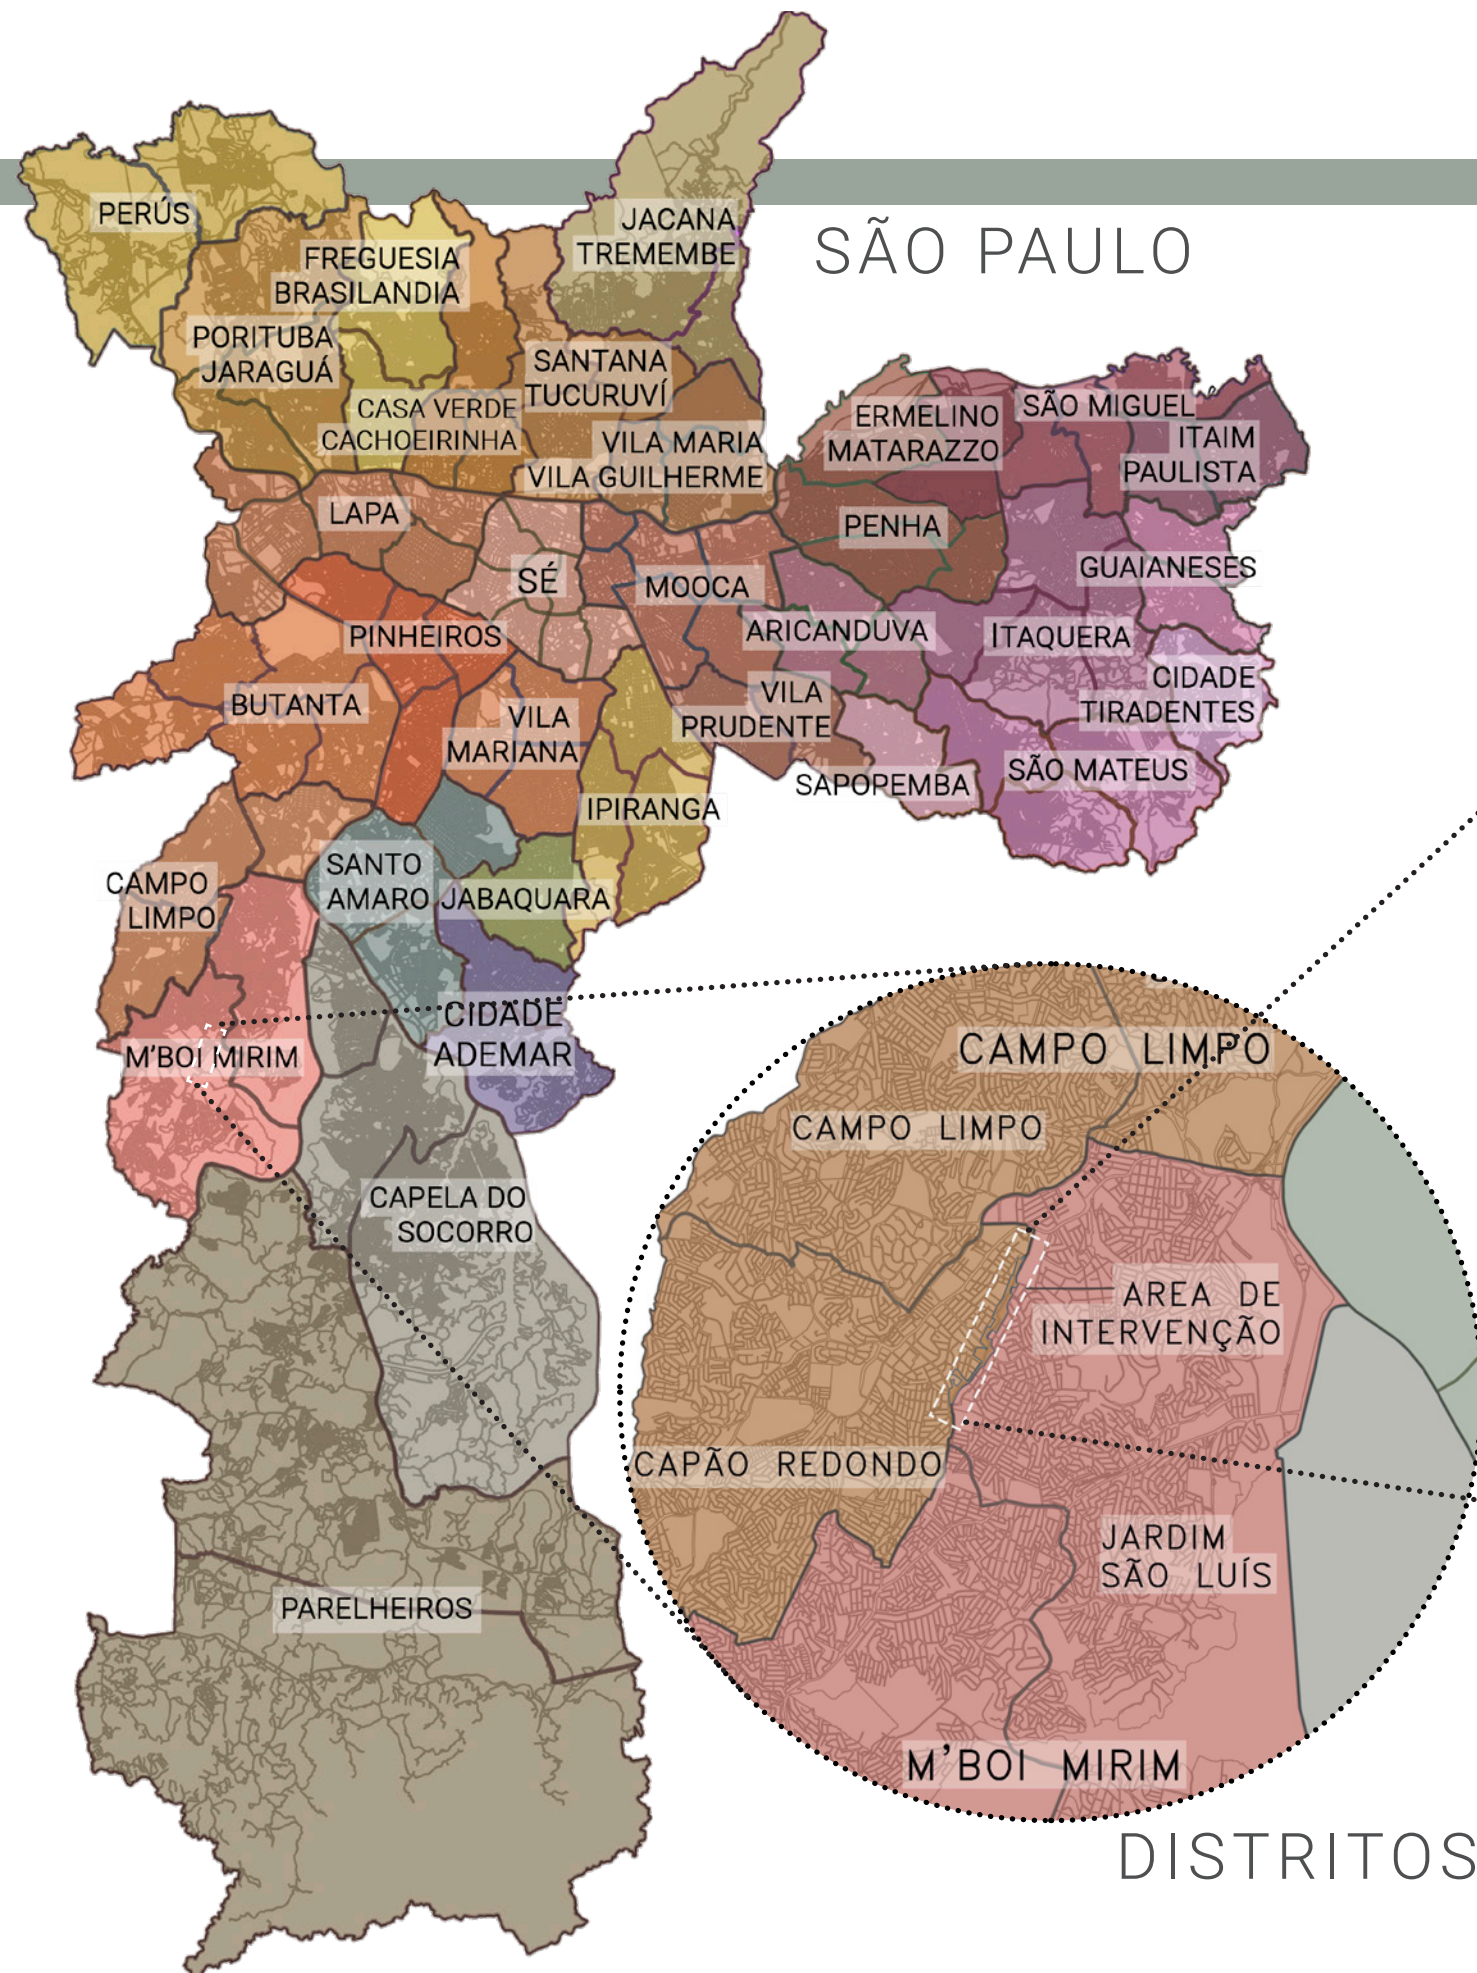 SÃO PAULO
PERÚS
JACANA
TREMEMBE
FREGUESIA
BRASILANDIA
PORITUBA
JARAGUÁ
SANTANA
TUCURUVÍ
CASA VERDE
CACHOEIRINHA
VILA MARIA
VILA GUILHERME
ERMELINO
MATARAZZO
SÃO MIGUEL
ITAIM
PAULISTA
LAPA
PENHA
SÉ
MOOCA
GUAIANESES
PINHEIROS
ARICANDUVA
ITAQUERA
BUTANTA
VILA
MARIANA
VILA
PRUDENTE
CIDADE
TIRADENTES
SÃO MATEUS
SAPOPEMBA
IPIRANGA
CAMPO
LIMPO
SANTO
AMARO
JABAQUARA
CIDADE
ADEMAR
M'BOI MIRIM
CAPELA DO
SOCORRO
PARELHEIROS
CAMPO LIMPO
CAMPO LIMPO
AREA DE
INTERVENÇÃO
CAPÃO REDONDO
JARDIM
SÃO LUÍS
M'BOI MIRIM
DISTRITOS